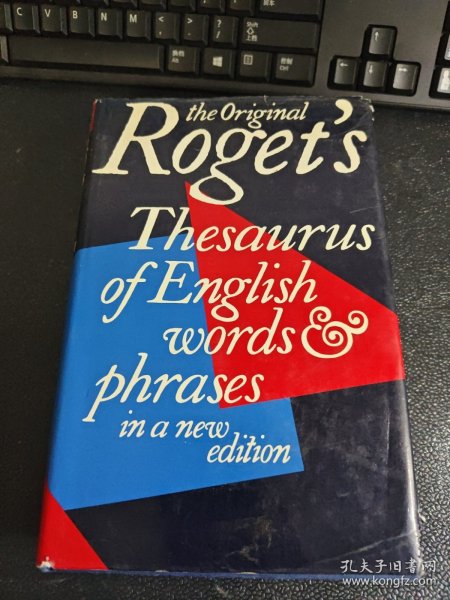 the Original
Roget's
Thesaurus
of English
words &
phrases
in a new
edition
孔夫子旧书网
www.kongfz.com